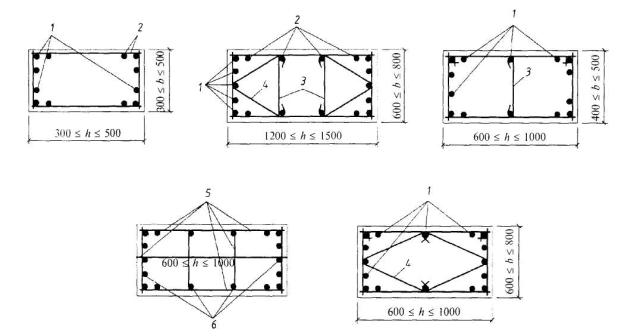 1 2
300 ≤ b ≤ 500
300 ≤ h ≤ 500
2
1
4
3
600 ≤ b ≤ 800
1200 ≤ h ≤ 1500
1
3
400 ≤ b ≤ 500
600 ≤ h ≤ 1000
5
600 ≤ h ≤ 1000
6
1
4
600 ≤ b ≤ 800
600 ≤ h ≤ 1000